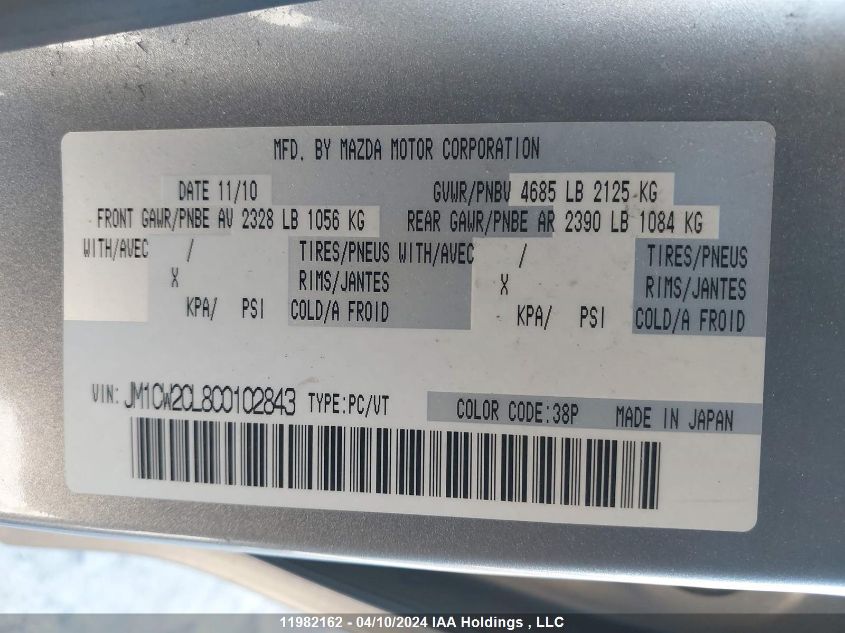 MFD. BY MAZDA MOTOR CORPORATION
DATE 11/10 GVWR/PNBV 4685 LB 2125 KG
FRONT GAWR/PNBE AV 2328 LB 1056 KG REAR GAWR/PNBE AR 2390 LB 1084 KG
WITH/AVEC / TIRES/PNEUS WITH/AVEC / TIRES/PNEUS
X RIMS/JANTES X RIMS/JANTES
KPA/ PSI COLD/A FROID KPA/ PSI COLD/A FROID
VIN: JM1CW2CL8C0102843 TYPE:PC/VT COLOR CODE:38P MADE IN JAPAN
11982162 - 04/10/2024 IAA Holdings , LLC